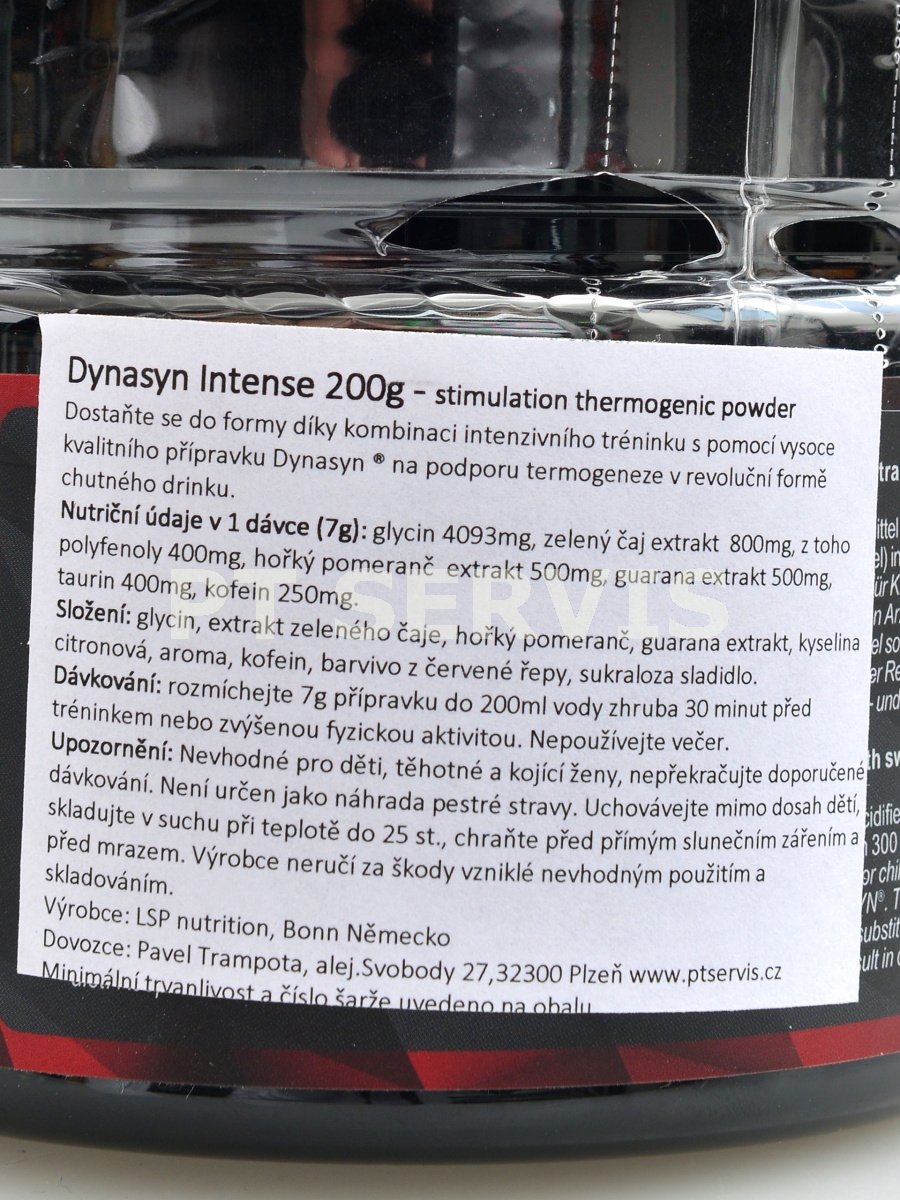 Dynasyn Intense 200g - stimulation thermogenic powder
Dostaňte se do formy díky kombinaci intenzivního tréninku s pomocí vysoce
kvalitního přípravku Dynasyn ® na podporu termogeneze v revoluční formě
chutného drinku.
Nutriční údaje v 1 dávce (7g): glycin 4093mg, zelený čaj extrakt 800mg, z toho
polyfenoly 400mg, hořký pomeranč extrakt 500mg, guarana extrakt 500mg,
taurin 400mg, kofein 250mg.
Složení: glycin, extrakt zeleného čaje, hořký pomeranč, guarana extrakt, kyselina
citronová, aroma, kofein, barvivo z červené řepy, sukraloza sladidlo.
Dávkování: rozmíchejte 7g přípravku do 200ml vody zhruba 30 minut před
tréninkem nebo zvýšenou fyzickou aktivitou. Nepoužívejte večer.
Upozornění: Nevhodné pro děti, těhotné a kojící ženy, nepřekračujte doporučené
dávkování. Není určen jako náhrada pestré stravy. Uchovávejte mimo dosah dětí,
skladujte v suchu při teplotě do 25 st., chraňte před přímým slunečním zářením a
před mrazem. Výrobce neručí za škody vzniklé nevhodným použitím a
skladováním.
Výrobce: LSP nutrition, Bonn Německo
Dovozce: Pavel Trampota, alej.Svobody 27,32300 Plzeň www.ptservis.cz
Minimální trvanlivost a číslo šarže uvedeno na obalu
PT SERVIS